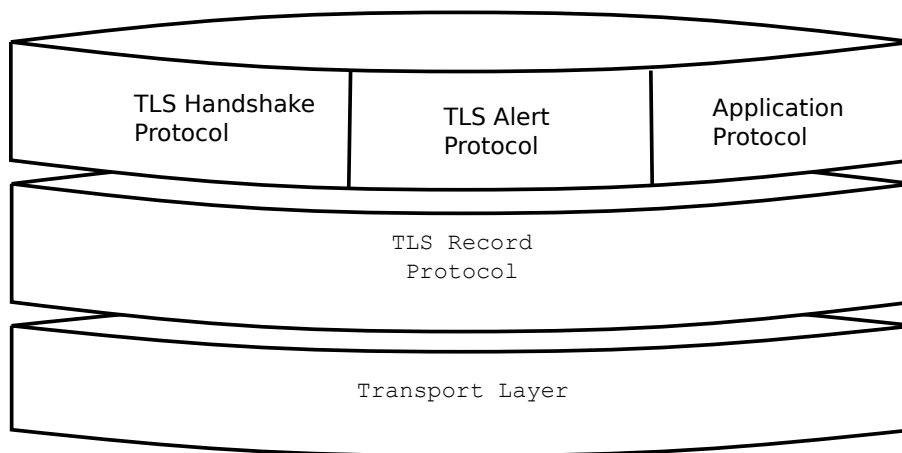 TLS Handshake
Protocol
TLS Alert
Protocol
Application
Protocol
TLS Record
Protocol
Transport Layer